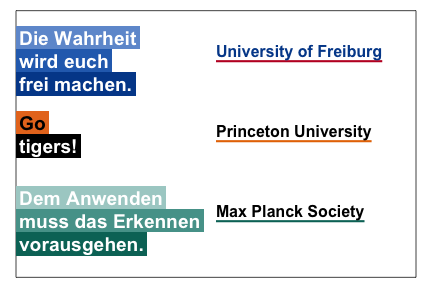 Die Wahrheit
wird euch
frei machen.
University of Freiburg
Go
tigers!
Princeton University
Dem Anwenden
muss das Erkennen
vorausgehen.
Max Planck Society